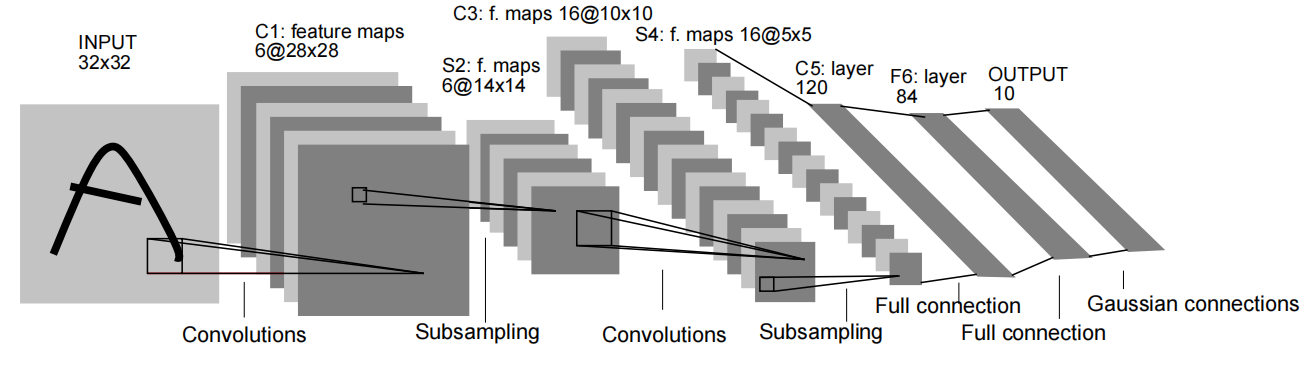 INPUT
32x32
C1: feature maps
6@28x28
S2: f. maps
6@14x14
C3: f. maps 16@10x10
S4: f. maps 16@5x5
C5: layer
120
F6: layer
84
OUTPUT
10
Convolutions
Subsampling
Convolutions
Subsampling
Full connection
Full connection
Gaussian connections